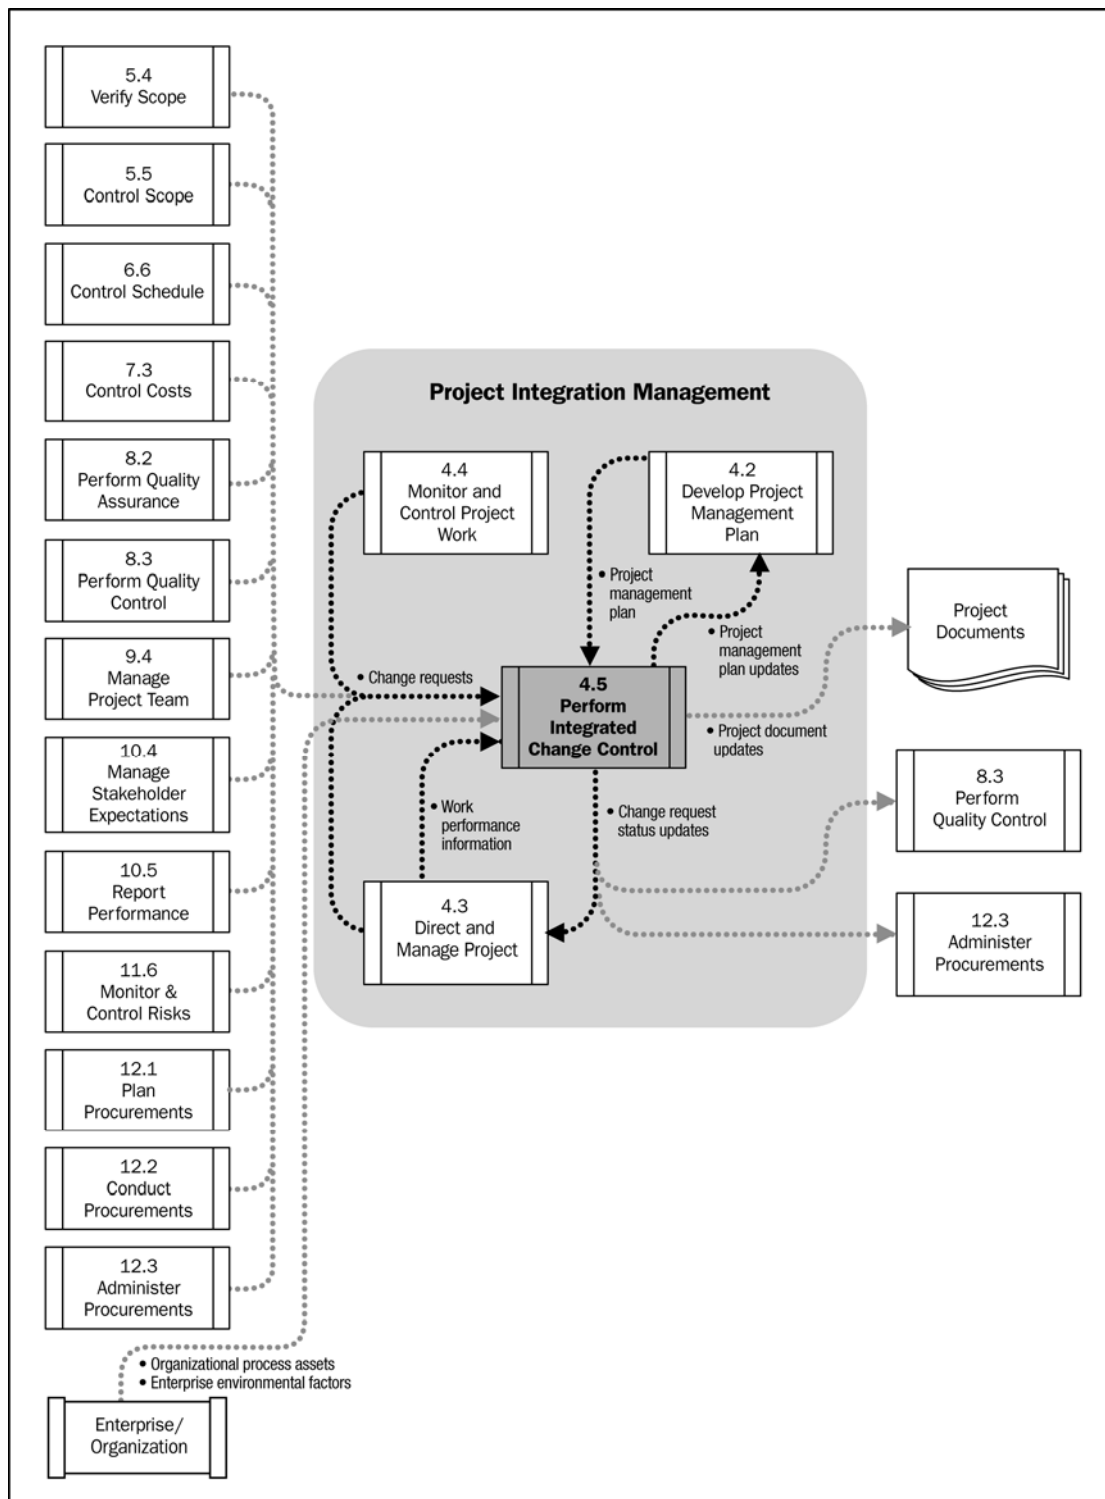 5.4
Verify Scope
5.5
Control Scope
6.6
Control Schedule
7.3
Control Costs
8.2
Perform Quality
Assurance
8.3
Perform Quality
Control
9.4
Manage
Project Team
10.4
Manage
Stakeholder
Expectations
10.5
Report
Performance
11.6
Monitor &
Control Risks
12.1
Plan
Procurements
12.2
Conduct
Procurements
12.3
Administer
Procurements
• Organizational process assets
• Enterprise environmental factors
Enterprise/
Organization
Project Integration Management
4.4
Monitor and
Control Project
Work
4.2
Develop Project
Management
Plan
• Project
management
plan
• Project
management
plan updates
• Change requests
4.5
Perform
Integrated
Change Control
• Project document
updates
• Work
performance
information
• Change request
status updates
4.3
Direct and
Manage Project
Project
Documents
8.3
Perform
Quality Control
12.3
Administer
Procurements